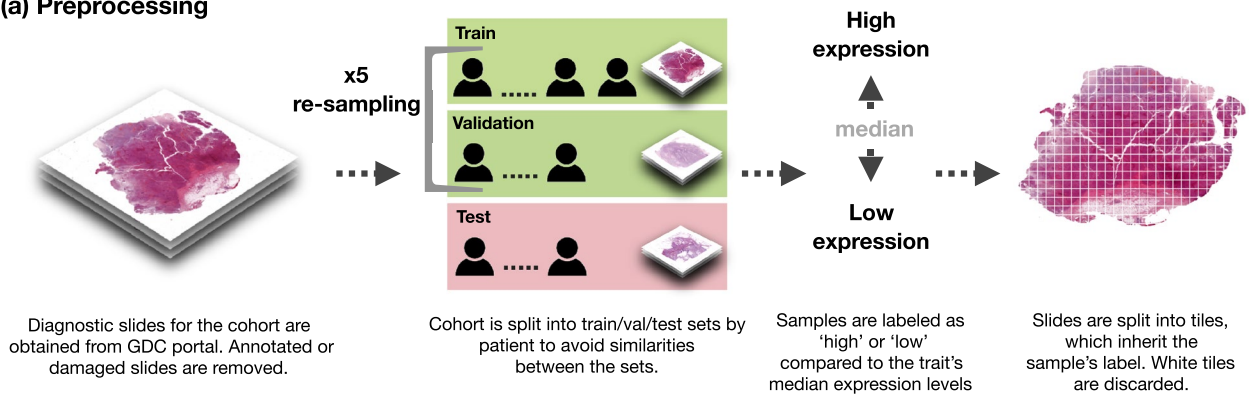 (a) Preprocessing
x5
re-sampling
Train
Validation
Test
High
expression
median
Low
expression
Diagnostic slides for the cohort are
obtained from GDC portal. Annotated or
damaged slides are removed.
Cohort is split into train/val/test sets by
patient to avoid similarities
between the sets.
Samples are labeled as
‘high’ or ‘low’
compared to the trait’s
median expression levels
Slides are split into tiles,
which inherit the
sample’s label. White tiles
are discarded.